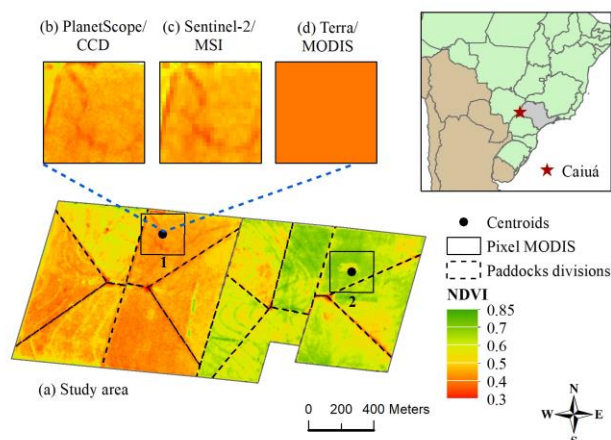 (b) PlanetScope/
CCD
(c) Sentinel-2/
MSI
(d) Terra/
MODIS
Caiuá
1
2
Centroids
Pixel MODIS
Paddocks divisions
NDVI
0.85
0.7
0.6
0.5
0.4
0.3
(a) Study area
0 200 400 Meters
N
W E
S